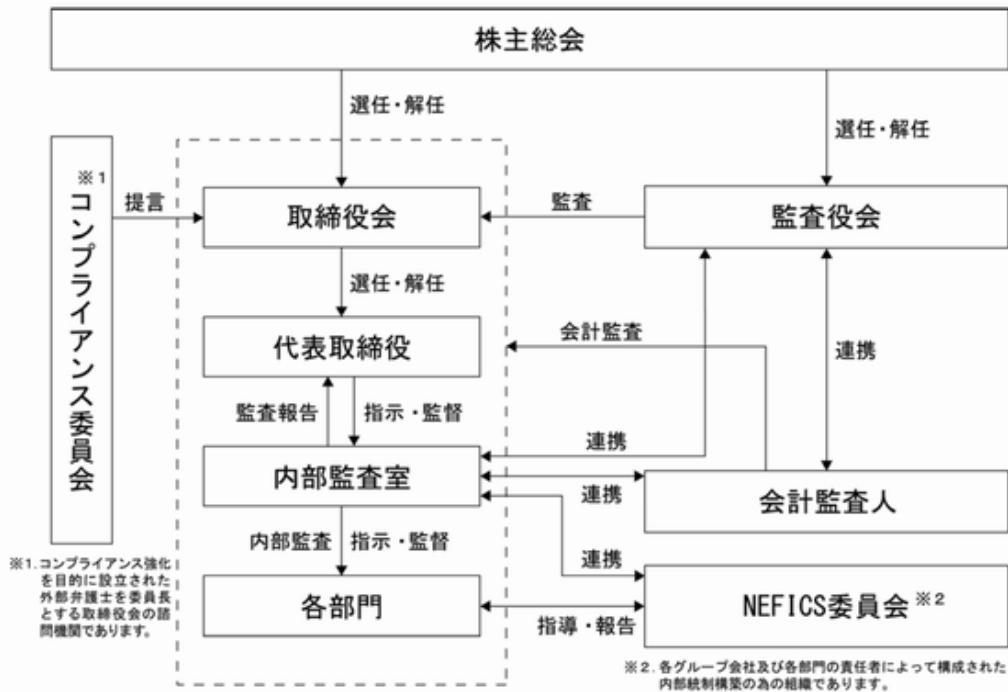 株主総会
選任・解任
選任・解任
※1
コンプライアンス委員会
提言
取締役会
監査
監査役会
選任・解任
代表取締役
会計監査
連携
監査報告
指示・監督
連携
内部監査室
連携
会計監査人
内部監査
指示・監督
連携
※1.コンプライアンス強化
を目的に設立された
外部弁護士を委員長
とする取締役会の諮
問機関であります。
各部門
指導・報告
NEFICS委員会※2
※2.各グループ会社及び各部門の責任者によって構成された
内部統制構築の為の組織であります。